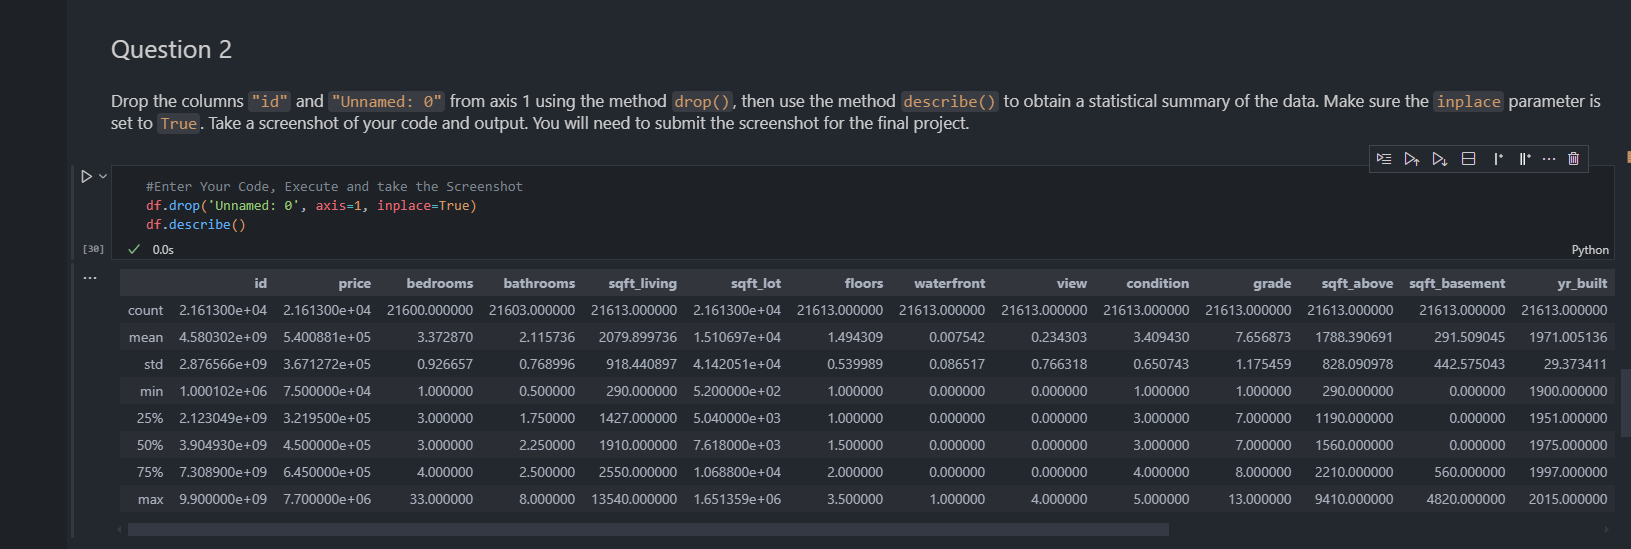 Question 2
Drop the columns "id" and "Unnamed: 0" from axis 1 using the method drop(), then use the method describe() to obtain a statistical summary of the data. Make sure the inplace parameter is
set to True. Take a screenshot of your code and output. You will need to submit the screenshot for the final project.
#Enter Your Code, Execute and take the Screenshot
df.drop('Unnamed: 0', axis=1, inplace=True)
df.describe()
[30] 0.0s Python
id price bedrooms bathrooms sqft_living sqft_lot floors waterfront view condition grade sqft_above sqft_basement yr_built
count 2.161300e+04 2.161300e+04 21600.000000 21603.000000 21613.000000 2.161300e+04 21613.000000 21613.000000 21613.000000 21613.000000 21613.000000 21613.000000 21613.000000 21613.000000
mean 4.580302e+09 5.400881e+05 3.372870 2.115736 2079.899736 1.510697e+04 1.494309 0.007542 0.234303 3.409430 7.656873 1788.390691 291.509045 1971.005136
std 2.876566e+09 3.671272e+05 0.926657 0.768996 918.440897 4.142051e+04 0.539989 0.086517 0.766318 0.650743 1.175459 828.090978 442.575043 29.373411
min 1.000102e+06 7.500000e+04 1.000000 0.500000 290.000000 5.200000e+02 1.000000 0.000000 0.000000 1.000000 1.000000 290.000000 0.000000 1900.000000
25% 2.123049e+09 3.219500e+05 3.000000 1.750000 1427.000000 5.040000e+03 1.000000 0.000000 0.000000 3.000000 7.000000 1190.000000 0.000000 1951.000000
50% 3.904930e+09 4.500000e+05 3.000000 2.250000 1910.000000 7.618000e+03 1.500000 0.000000 0.000000 3.000000 7.000000 1560.000000 0.000000 1975.000000
75% 7.308900e+09 6.450000e+05 4.000000 2.500000 2550.000000 1.068800e+04 2.000000 0.000000 0.000000 4.000000 8.000000 2210.000000 560.000000 1997.000000
max 9.900000e+09 7.700000e+06 33.000000 8.000000 13540.000000 1.651359e+06 3.500000 1.000000 4.000000 5.000000 13.000000 9410.000000 4820.000000 2015.000000